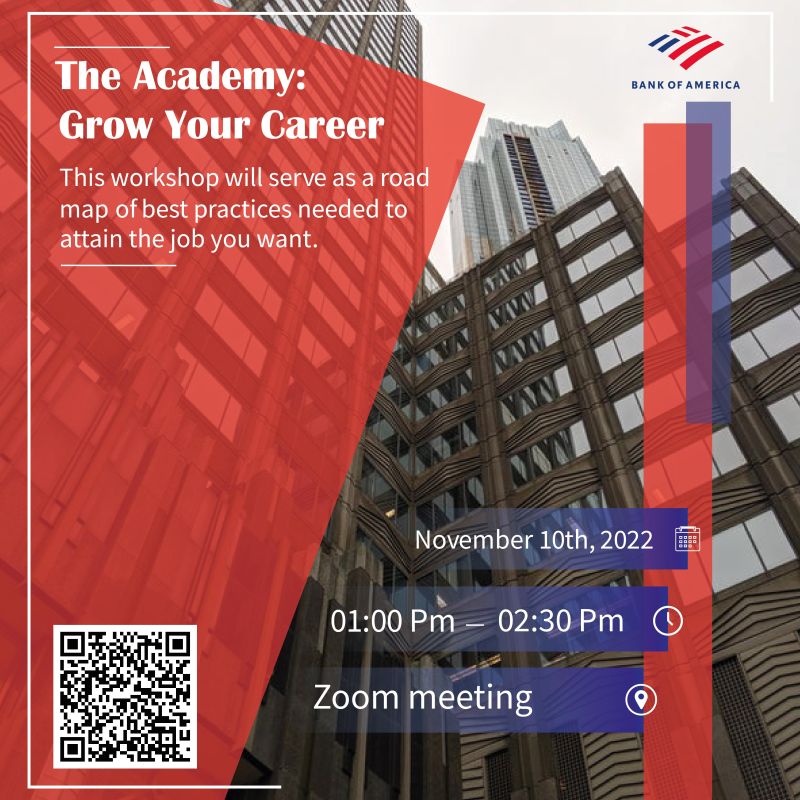 The Academy:
Grow Your Career
This workshop will serve as a road
map of best practices needed to
attain the job you want.
BANK OF AMERICA
November 10th, 2022
01:00 Pm — 02:30 Pm
Zoom meeting